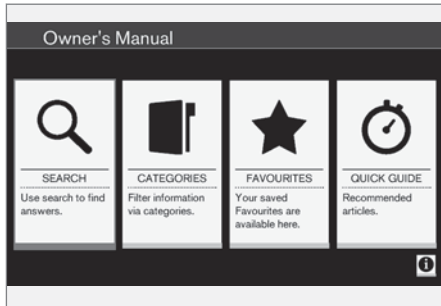 Owner's Manual
SEARCH
Use search to find
answers.
CATEGORIES
Filter information
via categories.
FAVOURITES
Your saved
Favourites are
available here.
QUICK GUIDE
Recommended
articles.
i